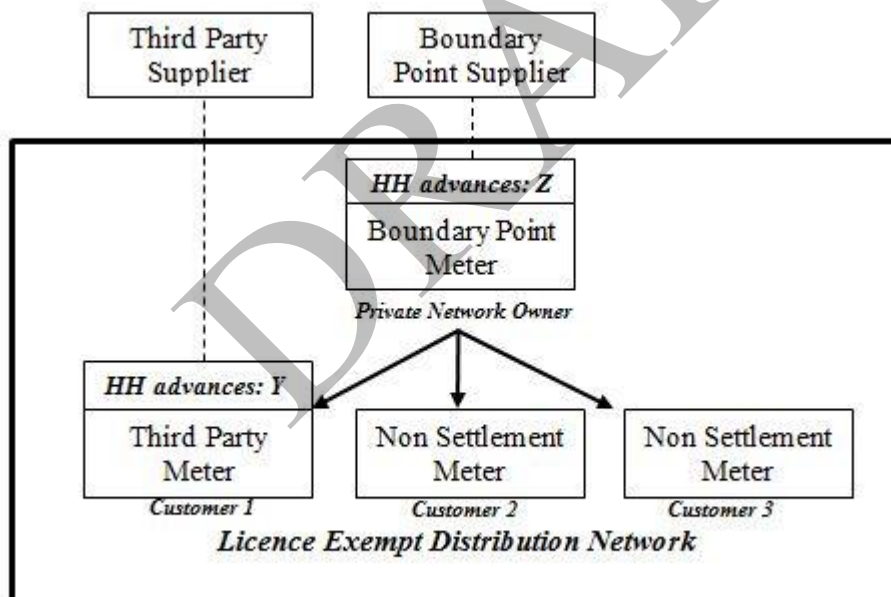 Third Party
Supplier
Boundary
Point Supplier
HH advances: Z
Boundary Point
Meter
Private Network Owner
HH advances: Y
Third Party
Meter
Customer 1
Non Settlement
Meter
Customer 2
Non Settlement
Meter
Customer 3
Licence Exempt Distribution Network
DRA